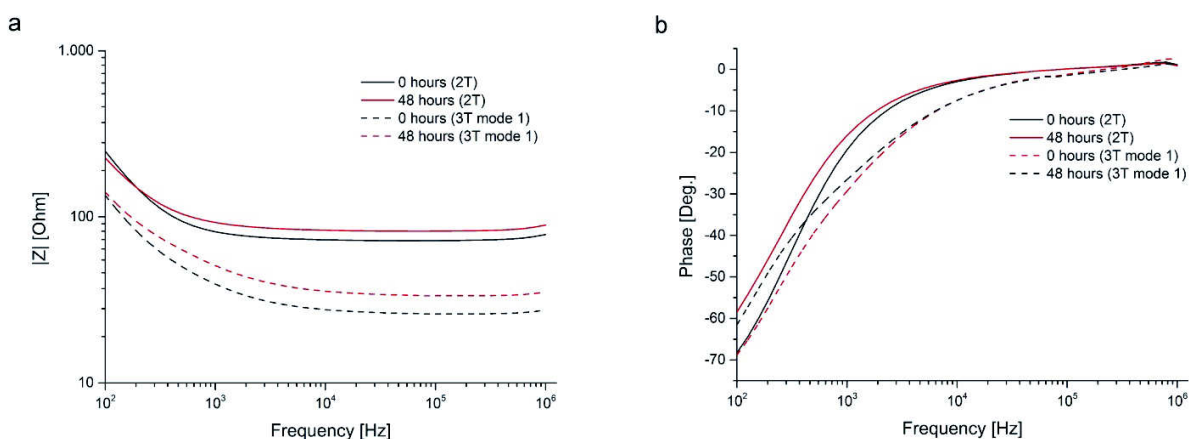 a
1.000
100
10
|Z| [Ohm]
0 hours (2T)
48 hours (2T)
0 hours (3T mode 1)
48 hours (3T mode 1)
10² 10³ 10⁴ 10⁵ 10⁶
Frequency [Hz]
b
0
-10
-20
-30
-40
-50
-60
-70
Phase [Deg.]
0 hours (2T)
48 hours (2T)
0 hours (3T mode 1)
48 hours (3T mode 1)
10² 10³ 10⁴ 10⁵ 10⁶
Frequency [Hz]